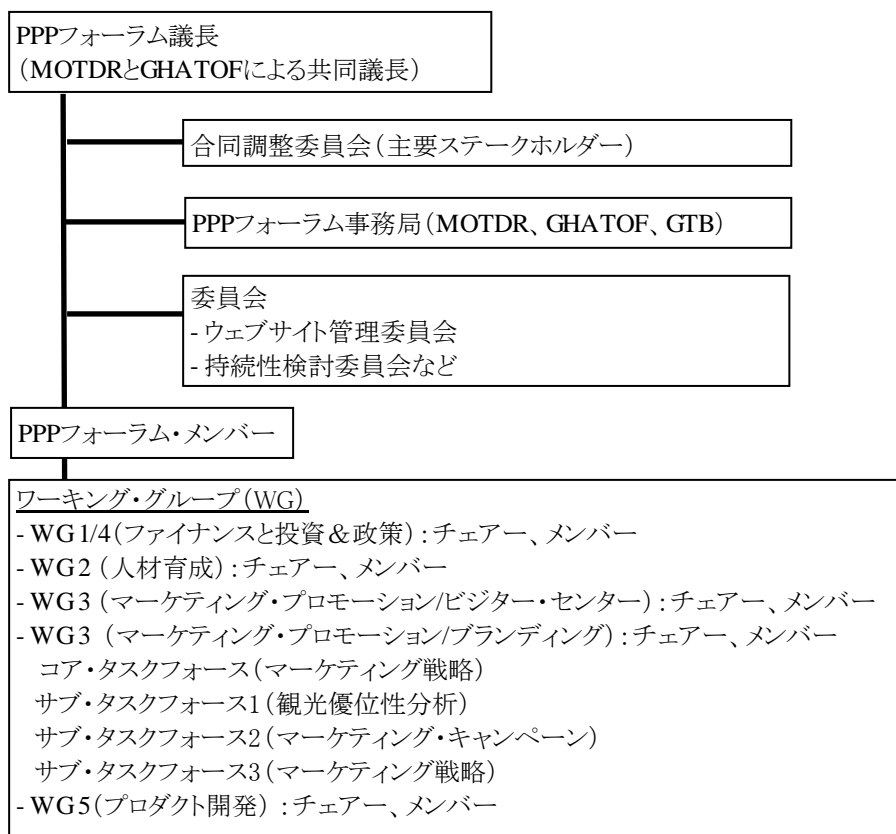 PPPフォーラム議長
（MOTDRとGHATOFによる共同議長）
合同調整委員会（主要ステークホルダー）
PPPフォーラム事務局（MOTDR、GHATOF、GTB）
委員会
- ウェブサイト管理委員会
- 持続性検討委員会など
PPPフォーラム・メンバー
ワーキング・グループ（WG）
- WG1/4（ファイナンスと投資＆政策）：チェアー、メンバー
- WG2（人材育成）：チェアー、メンバー
- WG3（マーケティング・プロモーション/ビジター・センター）：チェアー、メンバー
- WG3（マーケティング・プロモーション/ブランディング）：チェアー、メンバー
コア・タスクフォース（マーケティング戦略）
サブ・タスクフォース1（観光優位性分析）
サブ・タスクフォース2（マーケティング・キャンペーン）
サブ・タスクフォース3（マーケティング戦略）
- WG5（プロダクト開発）：チェアー、メンバー